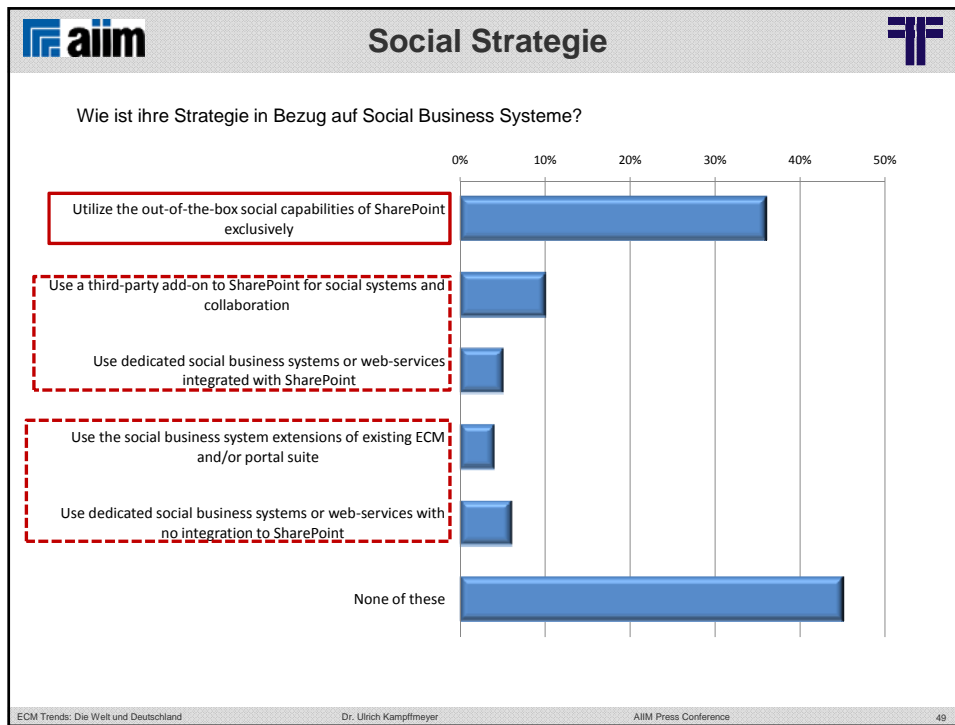 aiim
Social Strategie
Wie ist ihre Strategie in Bezug auf Social Business Systeme?
0% 10% 20% 30% 40% 50%
Utilize the out-of-the-box social capabilities of SharePoint
exclusively
Use a third-party add-on to SharePoint for social systems and
collaboration
Use dedicated social business systems or web-services
integrated with SharePoint
Use the social business system extensions of existing ECM
and/or portal suite
Use dedicated social business systems or web-services with
no integration to SharePoint
None of these
ECM Trends: Die Welt und Deutschland Dr. Ulrich Kampffmeyer AIIM Press Conference 49